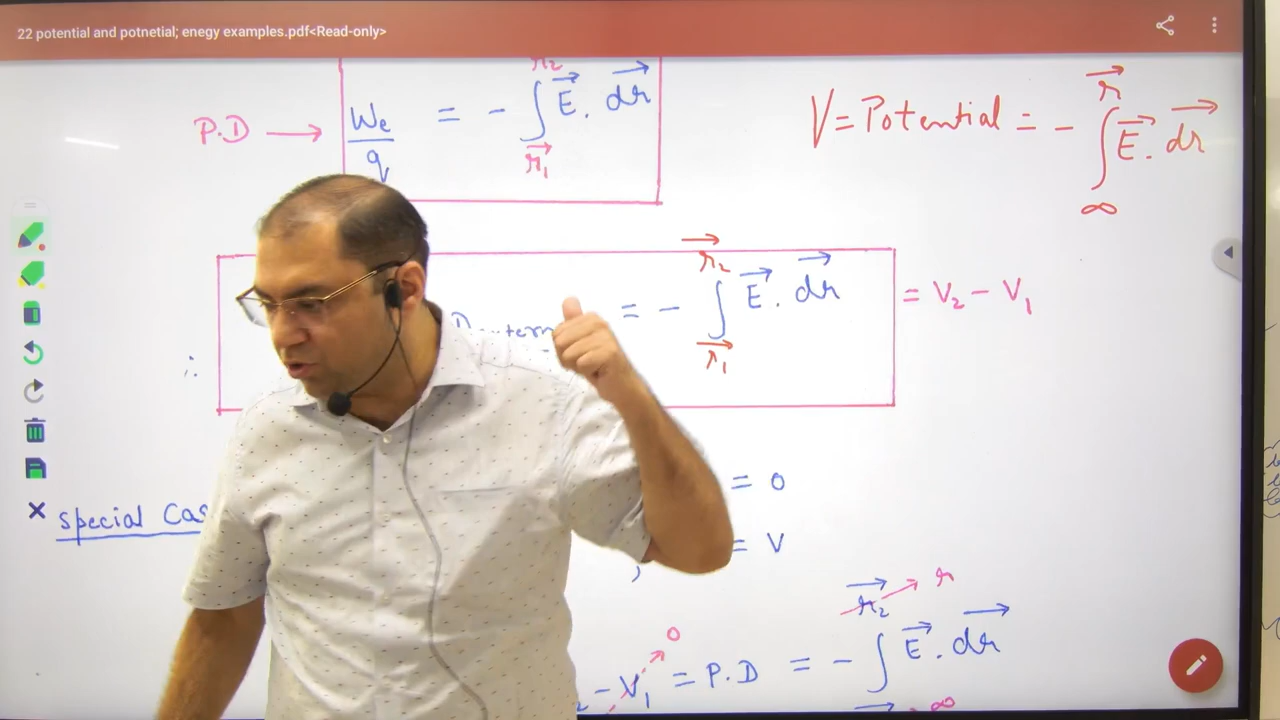 22 potential and potnetial; enegy examples.pdf<Read-only>
P.D → We/q = - ∫ E⃗ . dr⃗ r⃗2 r⃗1
V = Potential = - ∫ E⃗ . dr⃗ r⃗ ∞
∴ = - ∫ E⃗ . dr⃗ r⃗2 r⃗1 = V2 - V1
= 0
special Cas
, = V
- V1 → 0 = P.D = - ∫ E⃗ . dr⃗ r⃗2 → r ∞